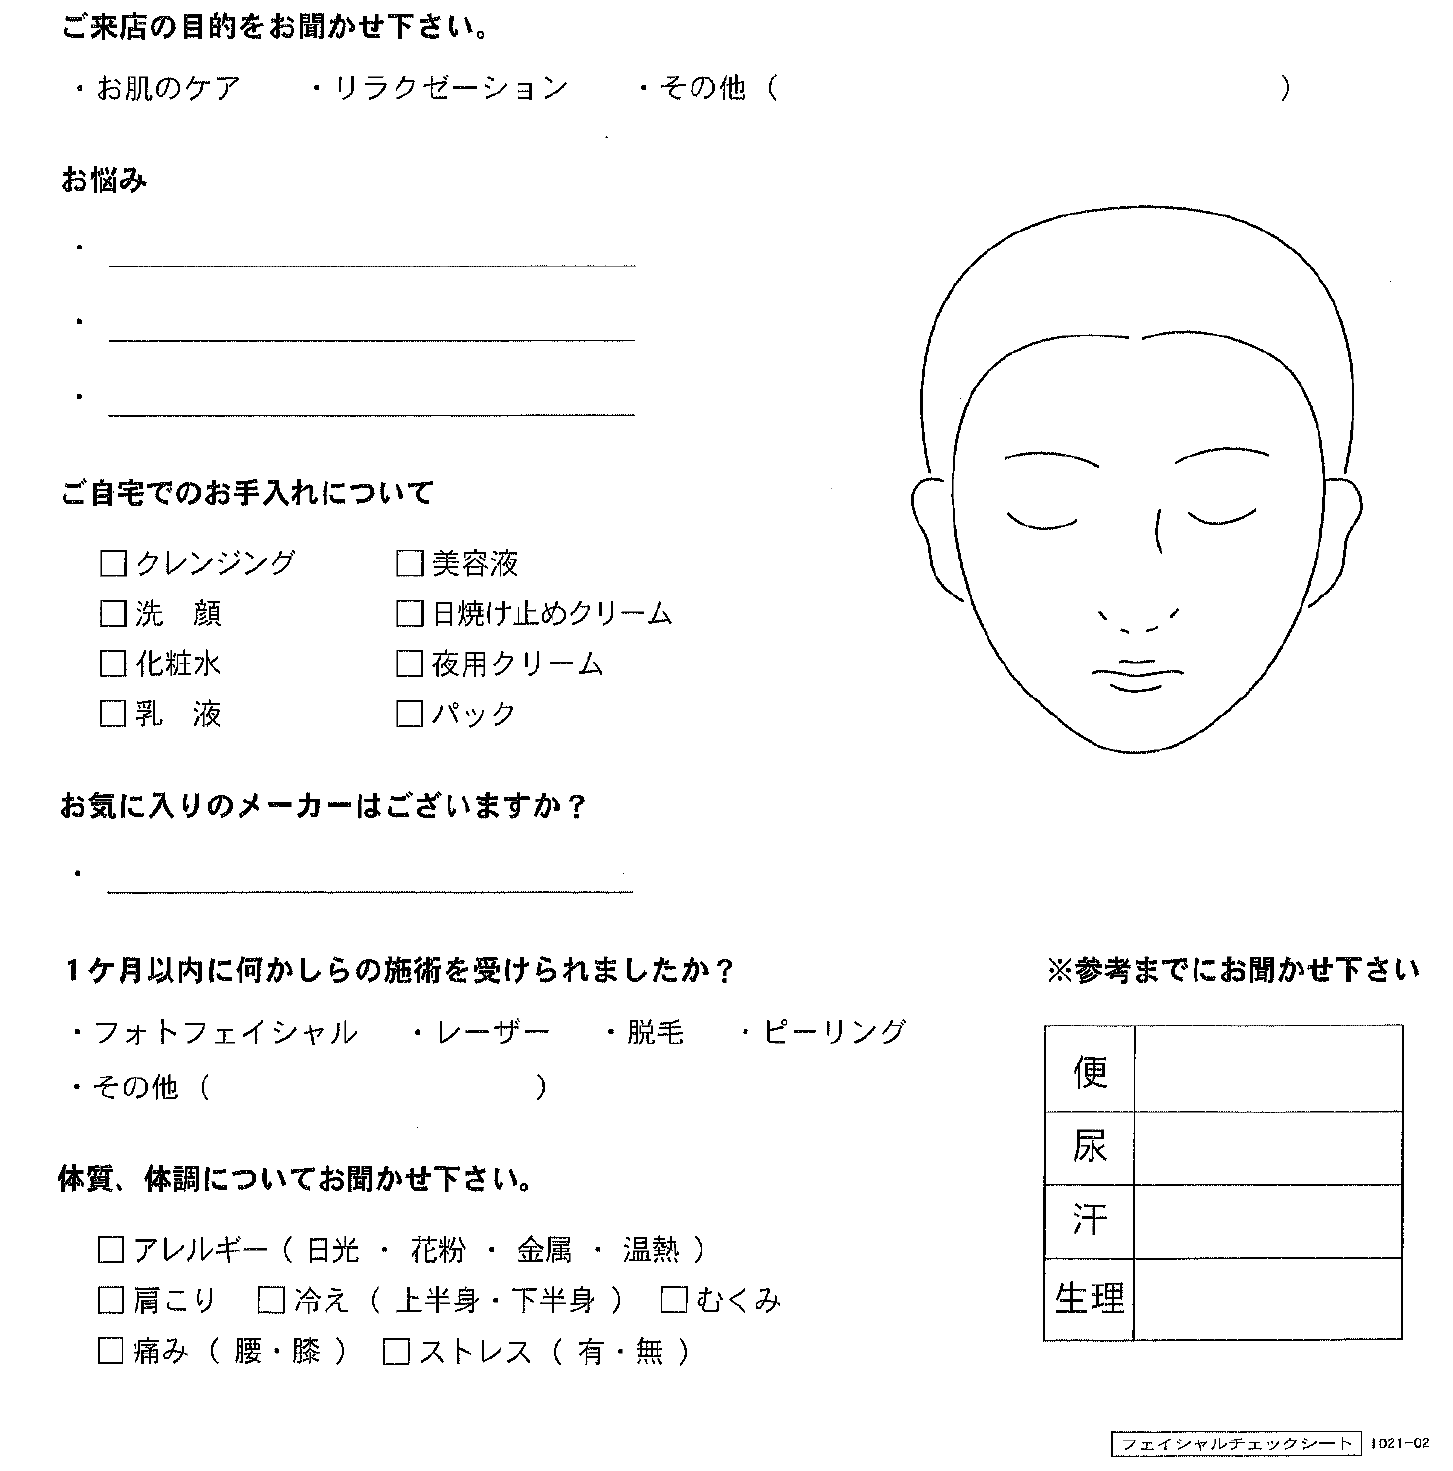 ご来店の目的をお聞かせ下さい。
・お肌のケア ・リラクゼーション ・その他（ ）
お悩み
・
・
・
ご自宅でのお手入れについて
□クレンジング □美容液
□洗 顔 □日焼け止めクリーム
□化粧水 □夜用クリーム
□乳 液 □パック
お気に入りのメーカーはございますか？
・
1ケ月以内に何かしらの施術を受けられましたか？
・フォトフェイシャル ・レーザー ・脱毛 ・ピーリング
・その他（ ）
体質、体調についてお聞かせ下さい。
□アレルギー（ 日光 ・ 花粉 ・ 金属 ・ 温熱 ）
□肩こり □冷え（ 上半身・下半身 ） □むくみ
□痛み（ 腰・膝 ） □ストレス（ 有・無 ）
※参考までにお聞かせ下さい
便
尿
汗
生理
フェイシャルチェックシート 1021-02